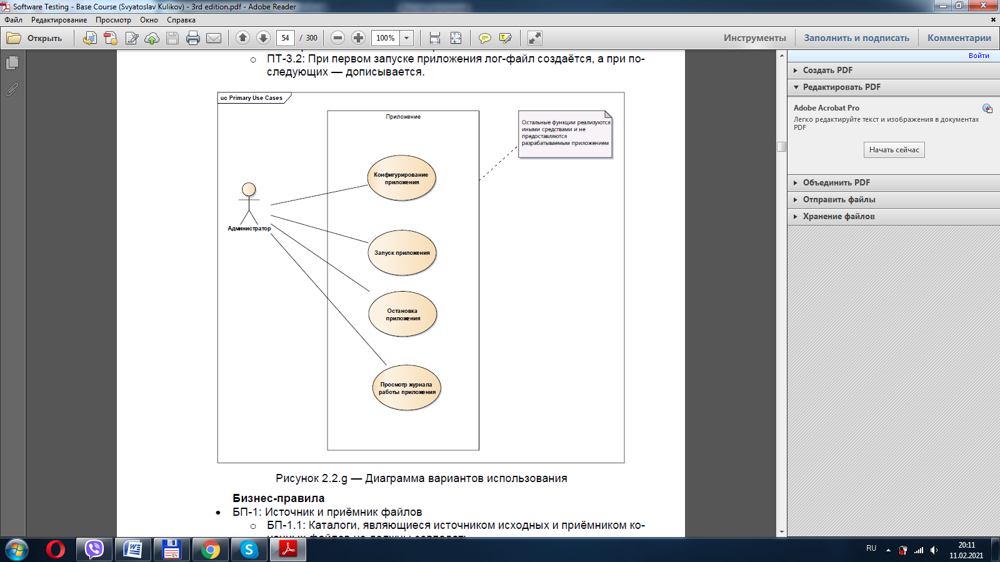 Software Testing - Base Course (Svyatoslav Kulikov) - 3rd edition.pdf - Adobe Reader
Файл Редактирование Просмотр Окно Справка
Открыть 54 / 300 100% Инструменты Заполнить и подписать Комментарии
Войти
Создать PDF
Редактировать PDF
Adobe Acrobat Pro
Легко редактируйте текст и изображения в документах
PDF
Начать сейчас
Объединить PDF
Отправить файлы
Хранение файлов
ПТ-3.2: При первом запуске приложения лог-файл создаётся, а при по-
следующих — дописывается.
uc Primary Use Cases
Приложение
Остальные функции реализуются
иными средствами и не
предоставляются
разрабатываемым приложением
Конфигурирование
приложения
Администратор
Запуск приложения
Остановка
приложения
Просмотр журнала
работы приложения
Рисунок 2.2.g — Диаграмма вариантов использования
Бизнес-правила
БП-1: Источник и приёмник файлов
БП-1.1: Каталоги, являющиеся источником исходных и приёмником ко-
RU
20:11
11.02.2021